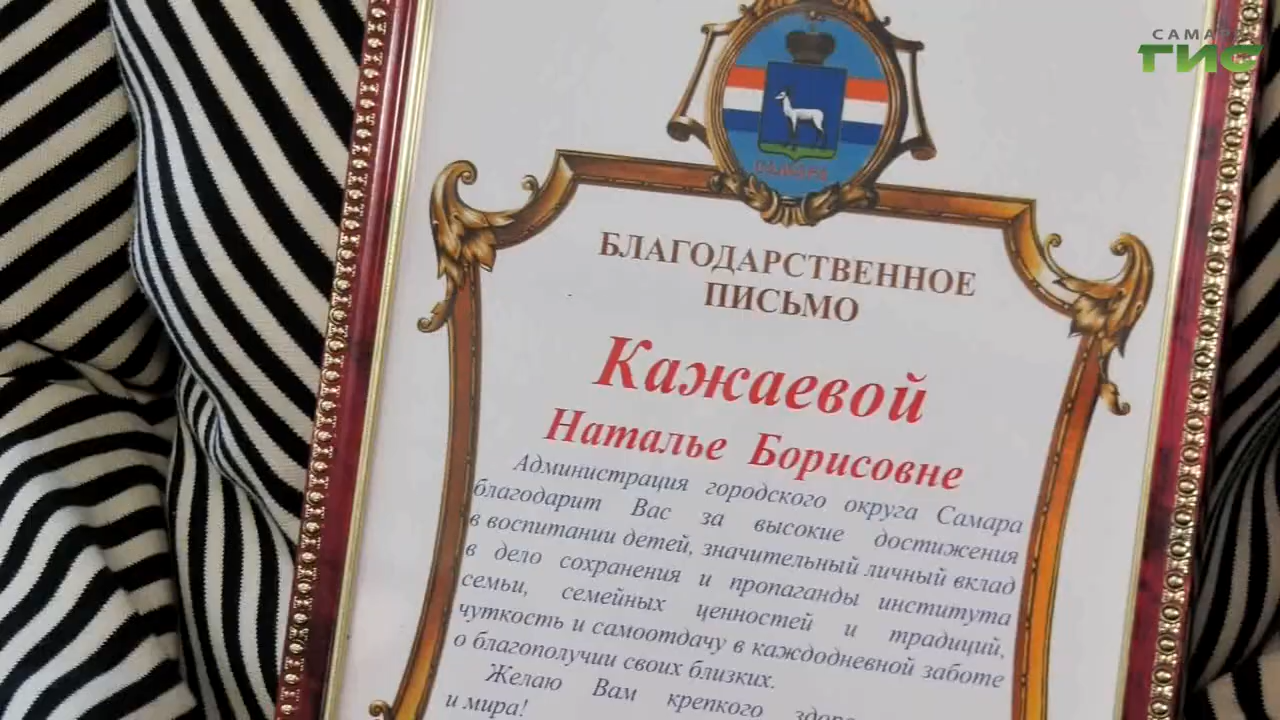 САМАРА
ГИС
САМАРА
БЛАГОДАРСТВЕННОЕ
ПИСЬМО
Кажаевой
Наталье Борисовне
Администрация городского округа Самара
благодарит Вас за высокие достижения
в воспитании детей, значительный личный вклад
в дело сохранения и пропаганды института
семьи, семейных ценностей и традиций,
чуткость и самоотдачу в каждодневной заботе
о благополучии своих близких.
Желаю Вам крепкого
и мира!